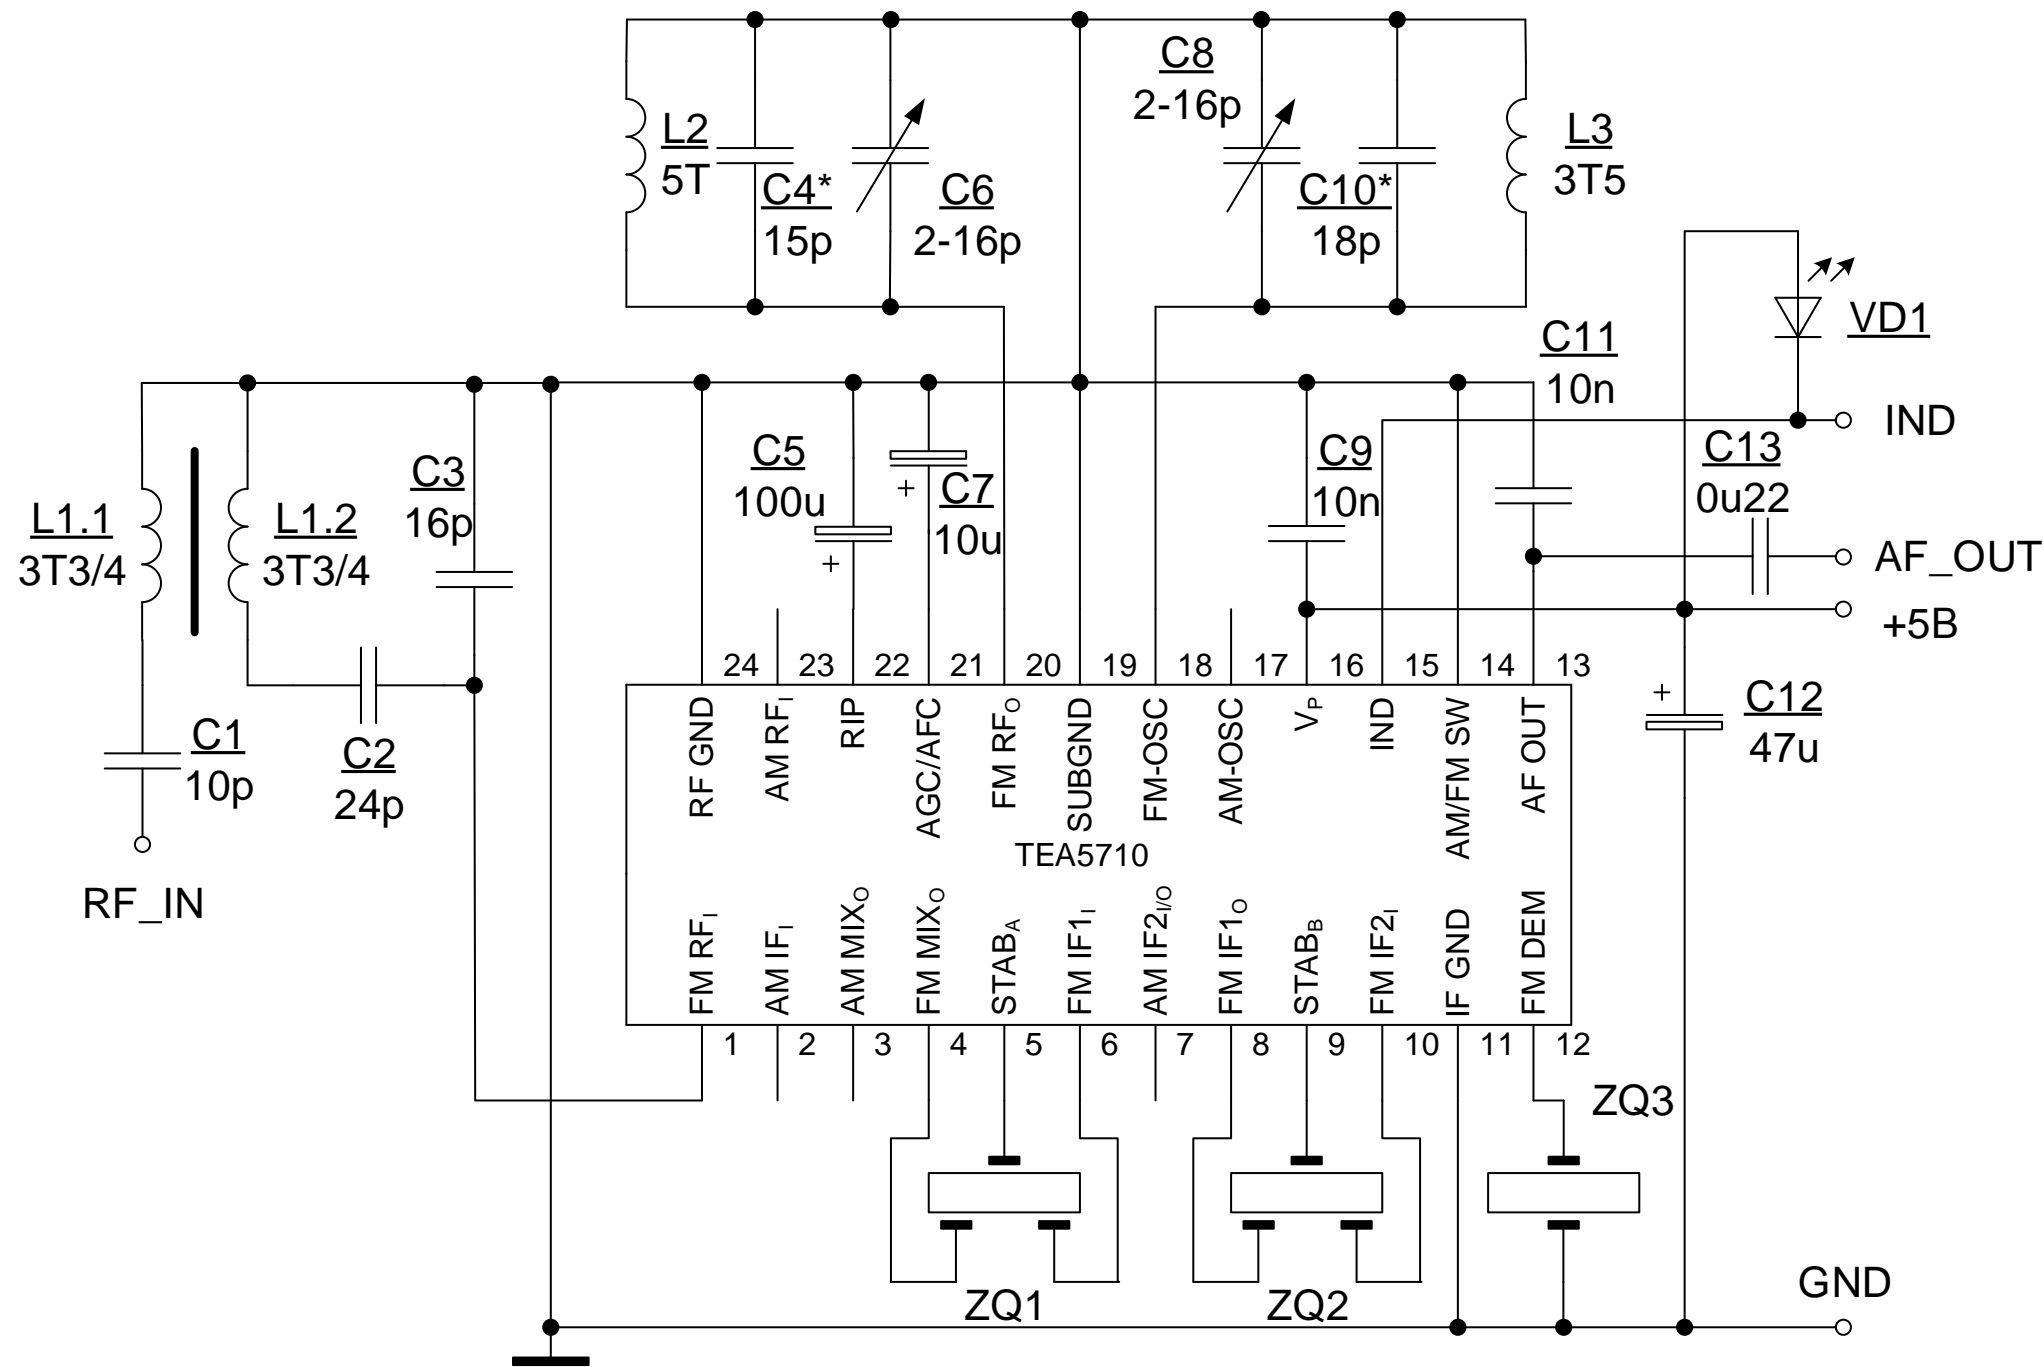 C8
2-16p
L2
5T
C4*
15p
C6
2-16p
C10*
18p
L3
3T5
VD1
C11
10n
IND
C5
100u
C7
10u
C9
10n
C13
0u22
AF_OUT
+5B
C3
16p
L1.1
3T3/4
L1.2
3T3/4
C1
10p
C2
24p
RF_IN
C12
47u
+
+
+
24 23 22 21 20 19 18 17 16 15 14 13
RF GND
AM RFI
RIP
AGC/AFC
FM RFO
SUBGND
FM-OSC
AM-OSC
VP
IND
AM/FM SW
AF OUT
TEA5710
FM RFI
AM IFI
AM MIXO
FM MIXO
STABA
FM IF1I
AM IF2I/O
FM IF1O
STABB
FM IF2I
IF GND
FM DEM
1 2 3 4 5 6 7 8 9 10 11 12
ZQ3
ZQ1
ZQ2
GND